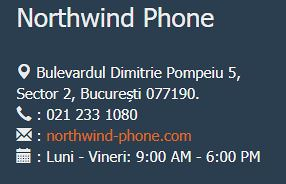 Northwind Phone
Bulevardul Dimitrie Pompeiu 5,
Sector 2, București 077190.
: 021 233 1080
: northwind-phone.com
: Luni - Vineri: 9:00 AM - 6:00 PM